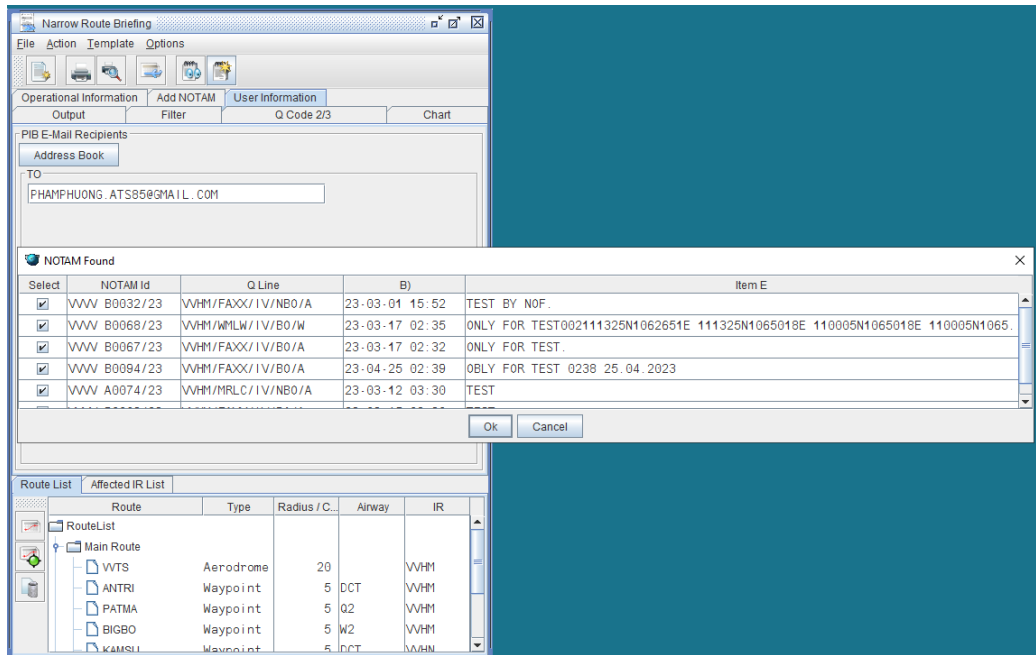 Narrow Route Briefing
File Action Template Options
Operational Information Add NOTAM User Information
Output Filter Q Code 2/3 Chart
PIB E-Mail Recipients
Address Book
TO
PHAMPHUONG.ATS85@GMAIL.COM
NOTAM Found
Select NOTAM Id Q Line B) Item E
VVVV B0032/23 VVHM/FAXX/IV/NBO/A 23-03-01 15:52 TEST BY NOF.
VVVV B0068/23 VVHM/WMLW/IV/BO/W 23-03-17 02:35 ONLY FOR TEST002111325N1062651E 111325N1065018E 110005N1065018E 110005N1065.
VVVV B0067/23 VVHM/FAXX/IV/BO/A 23-03-17 02:32 ONLY FOR TEST.
VVVV B0094/23 VVHM/FAXX/IV/BO/A 23-04-25 02:39 OBLY FOR TEST 0238 25.04.2023
VVVV A0074/23 VVHM/MRLC/IV/NBO/A 23-03-12 03:30 TEST
Ok Cancel
Route List Affected IR List
Route Type Radius / C... Airway IR
RouteList
Main Route
VVTS Aerodrome 20 VVHM
ANTRI Waypoint 5 DCT VVHM
PATMA Waypoint 5 Q2 VVHM
BIGBO Waypoint 5 W2 VVHM
KAMSU Waypoint 5 DCT VVHN